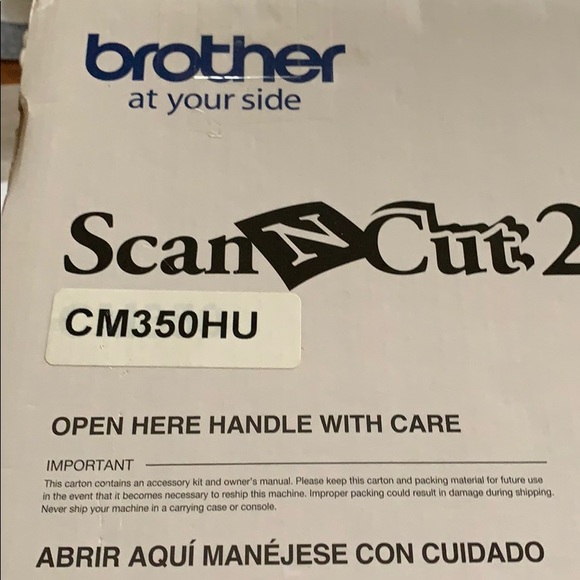 brother
at your side
ScanNCut2
CM350HU
OPEN HERE HANDLE WITH CARE
IMPORTANT
This carton contains an accessory kit and owner's manual. Please keep this carton and packing material for future use
in the event that it becomes necessary to reship this machine. Improper packing could result in damage during shipping.
Never ship your machine in a carrying case or console.
ABRIR AQUÍ MANÉJESE CON CUIDADO